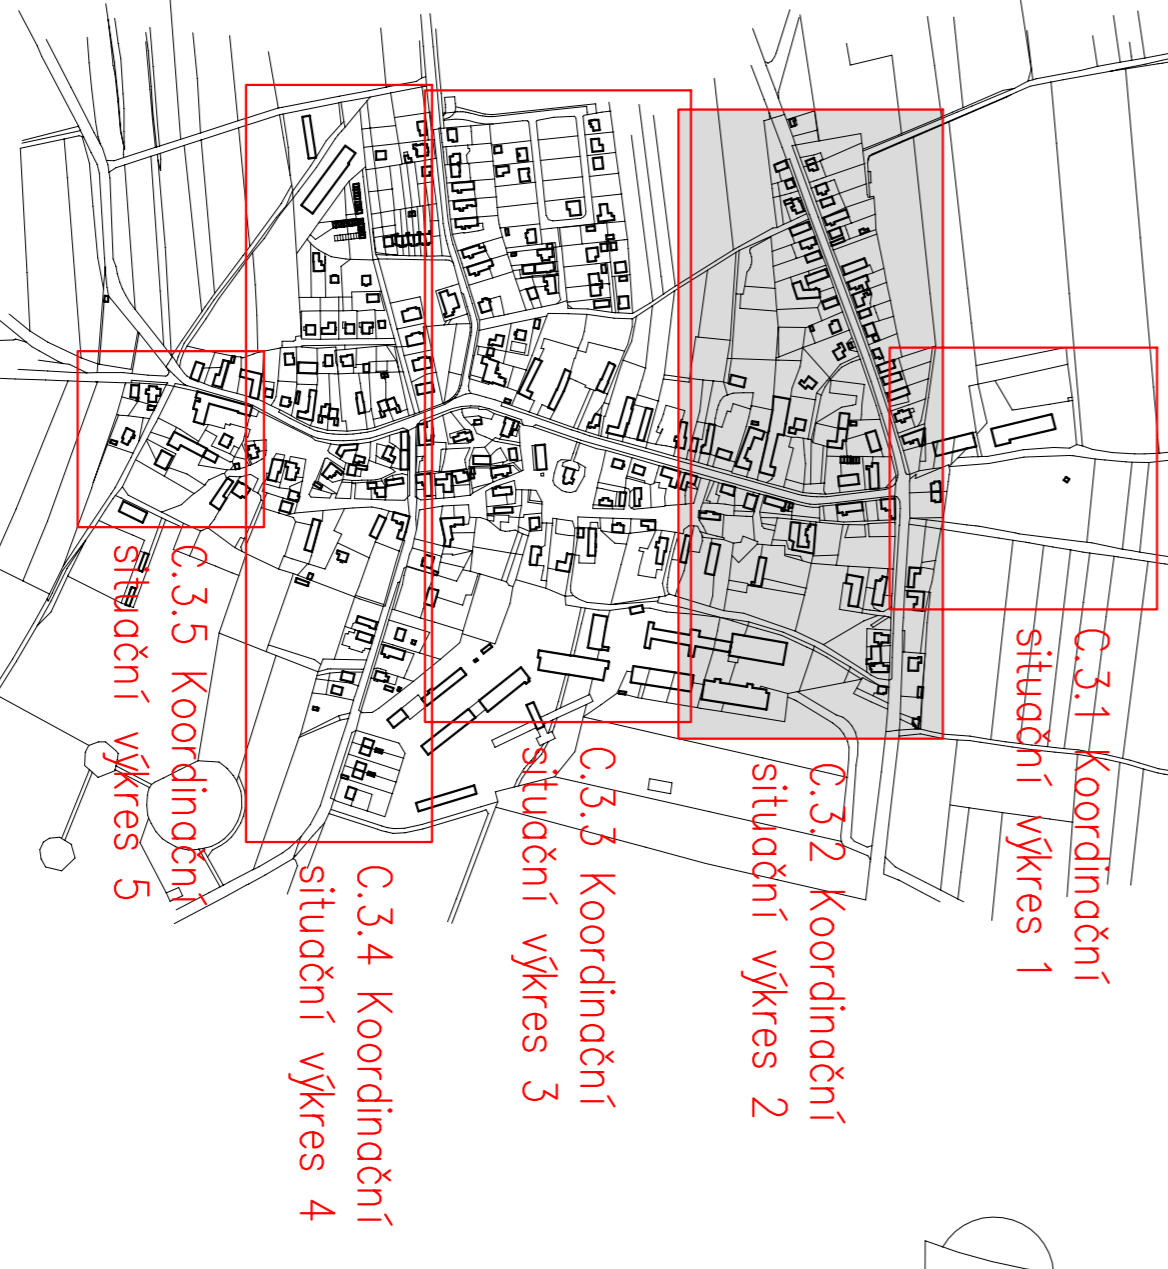 C.3.1 Koordinační
situační výkres 1
C.3.2 Koordinační
situační výkres 2
C.3.3 Koordinační
situační výkres 3
C.3.4 Koordinační
situační výkres 4
C.3.5 Koordinační
situační výkres 5